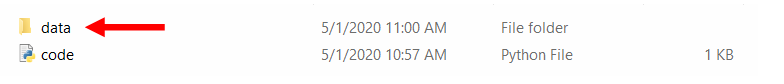 data 5/1/2020 11:00 AM File folder
code 5/1/2020 10:57 AM Python File 1 KB